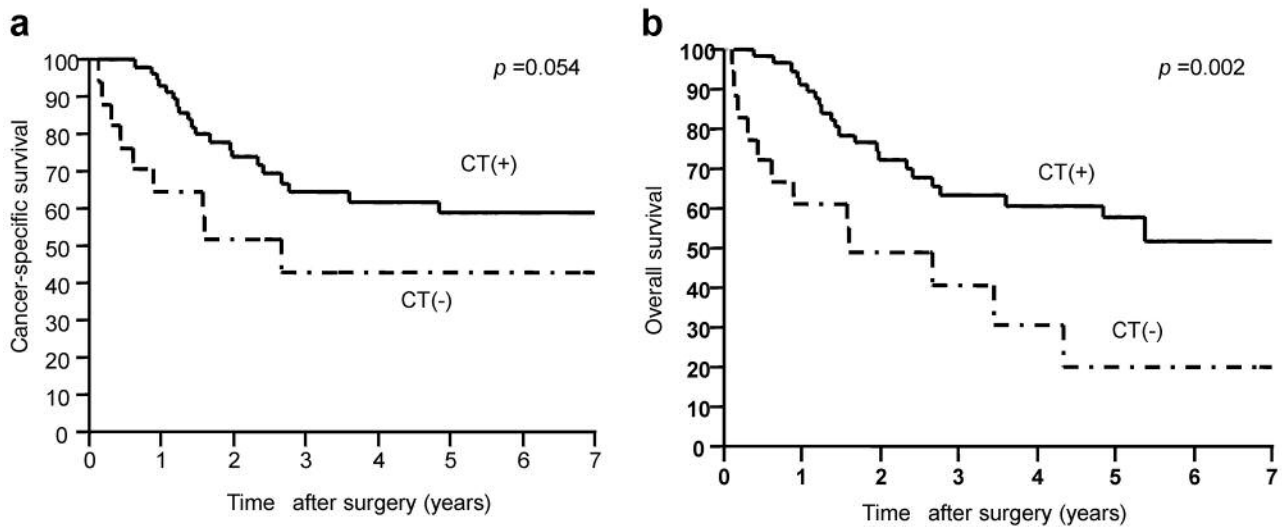 a
Cancer-specific survival
100
90
80
70
60
50
40
30
20
10
0
p =0.054
CT(+)
CT(-)
0 1 2 3 4 5 6 7
Time after surgery (years)
b
Overall survival
100
90
80
70
60
50
40
30
20
10
0
p =0.002
CT(+)
CT(-)
0 1 2 3 4 5 6 7
Time after surgery (years)